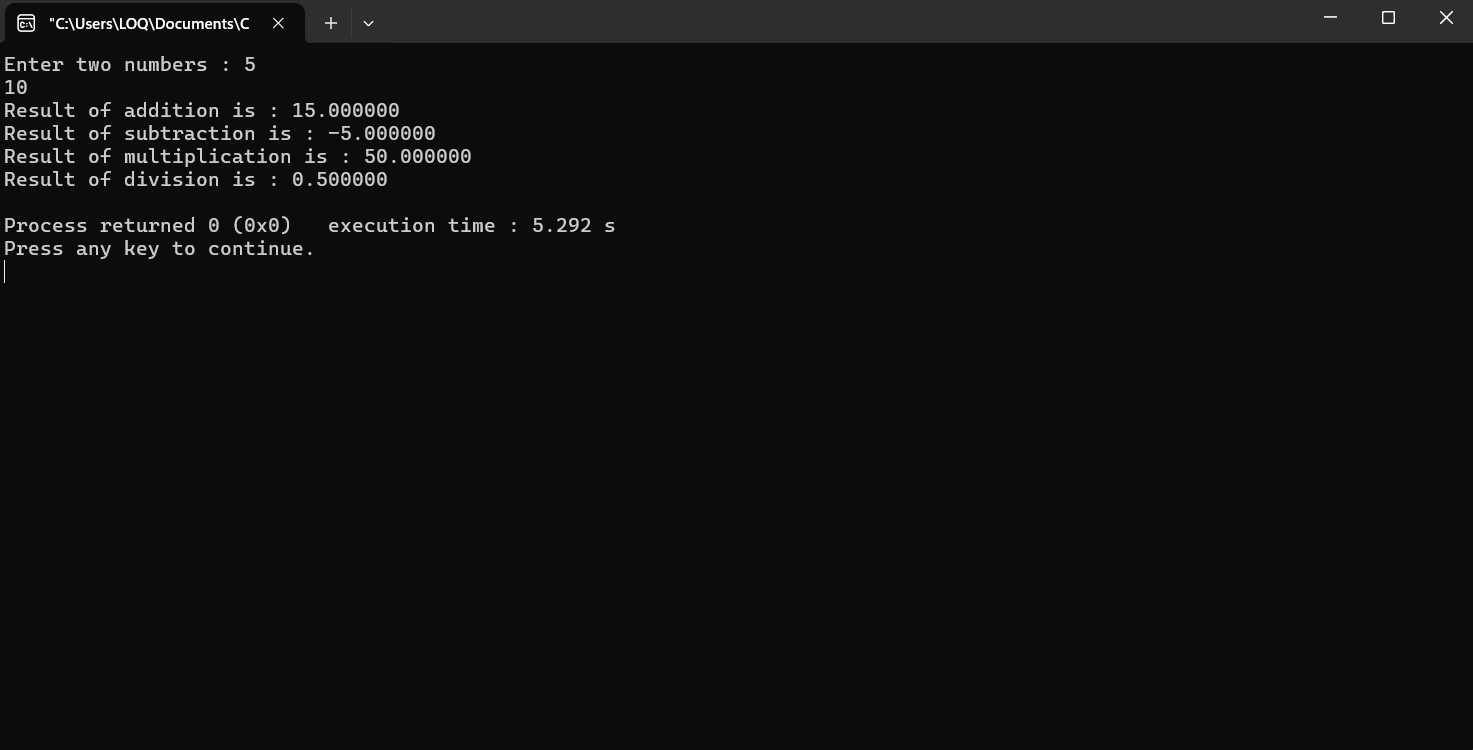 "C:\Users\LOQ\Documents\C
Enter two numbers : 5
10
Result of addition is : 15.000000
Result of subtraction is : -5.000000
Result of multiplication is : 50.000000
Result of division is : 0.500000
Process returned 0 (0x0)   execution time : 5.292 s
Press any key to continue.